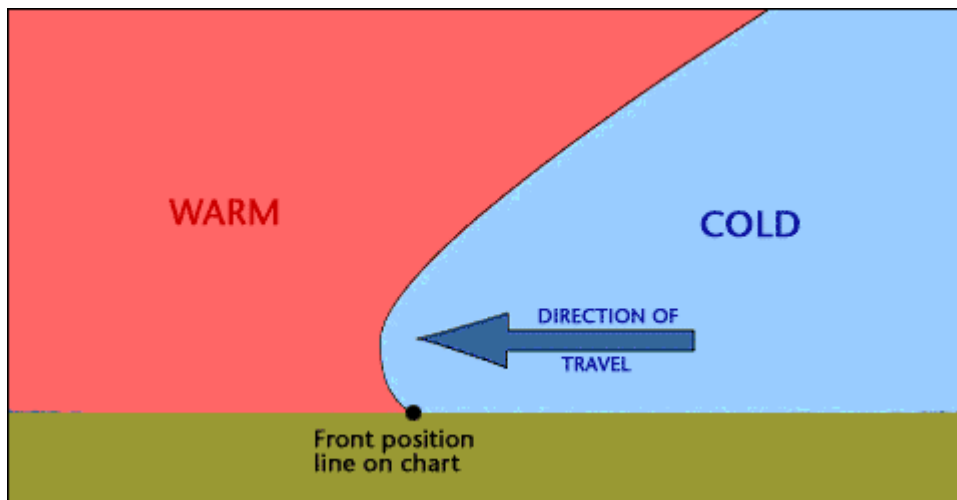 WARM
COLD
DIRECTION OF
TRAVEL
Front position
line on chart